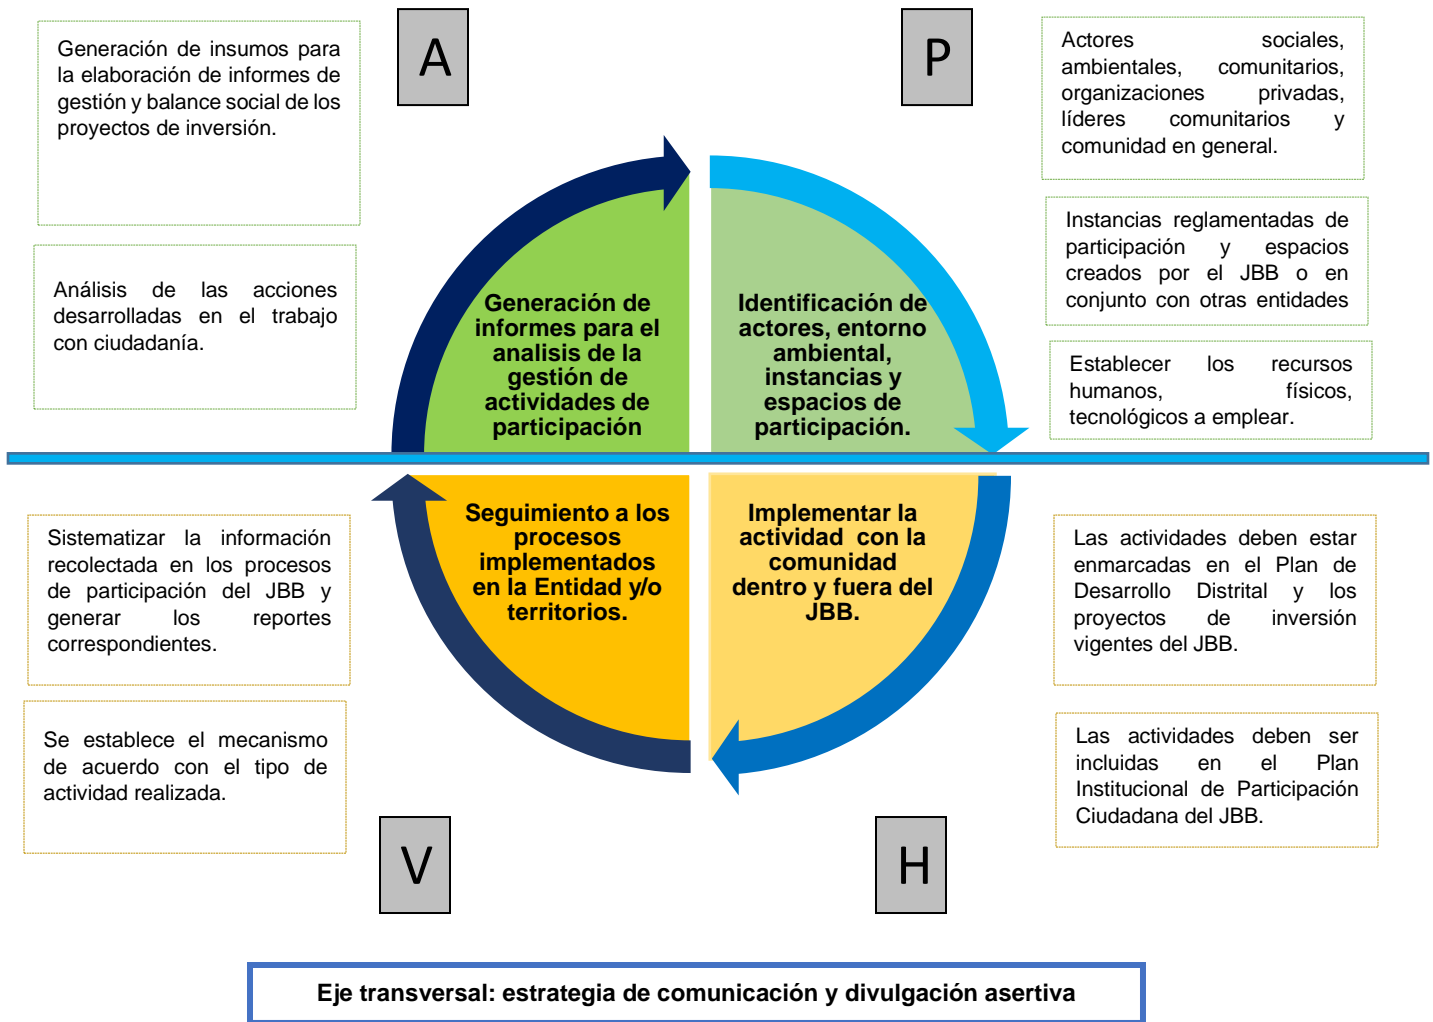 A
P
Generación de insumos para
la elaboración de informes de
gestión y balance social de los
proyectos de inversión.
Análisis de las acciones
desarrolladas en el trabajo
con ciudadanía.
Generación de
informes para el
analisis de la
gestión de
actividades de
participación
Identificación de
actores, entorno
ambiental,
instancias y
espacios de
participación.
Actores sociales,
ambientales, comunitarios,
organizaciones privadas,
líderes comunitarios y
comunidad en general.
Instancias reglamentadas de
participación y espacios
creados por el JBB o en
conjunto con otras entidades
Establecer los recursos
humanos, físicos,
tecnológicos a emplear.
Sistematizar la información
recolectada en los procesos
de participación del JBB y
generar los reportes
correspondientes.
Se establece el mecanismo
de acuerdo con el tipo de
actividad realizada.
Seguimiento a los
procesos
implementados
en la Entidad y/o
territorios.
Implementar la
actividad con la
comunidad
dentro y fuera del
JBB.
Las actividades deben estar
enmarcadas en el Plan de
Desarrollo Distrital y los
proyectos de inversión
vigentes del JBB.
Las actividades deben ser
incluidas en el Plan
Institucional de Participación
Ciudadana del JBB.
V
H
Eje transversal: estrategia de comunicación y divulgación asertiva